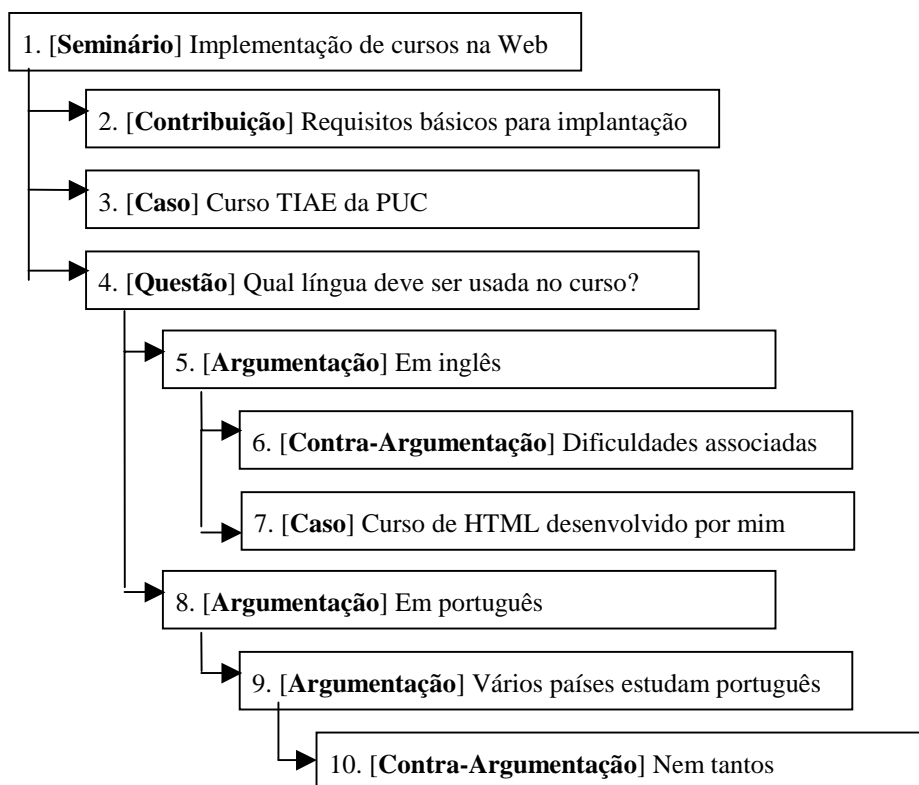 1. [Seminário] Implementação de cursos na Web
2. [Contribuição] Requisitos básicos para implantação
3. [Caso] Curso TIAE da PUC
4. [Questão] Qual língua deve ser usada no curso?
5. [Argumentação] Em inglês
6. [Contra-Argumentação] Dificuldades associadas
7. [Caso] Curso de HTML desenvolvido por mim
8. [Argumentação] Em português
9. [Argumentação] Vários países estudam português
10. [Contra-Argumentação] Nem tantos